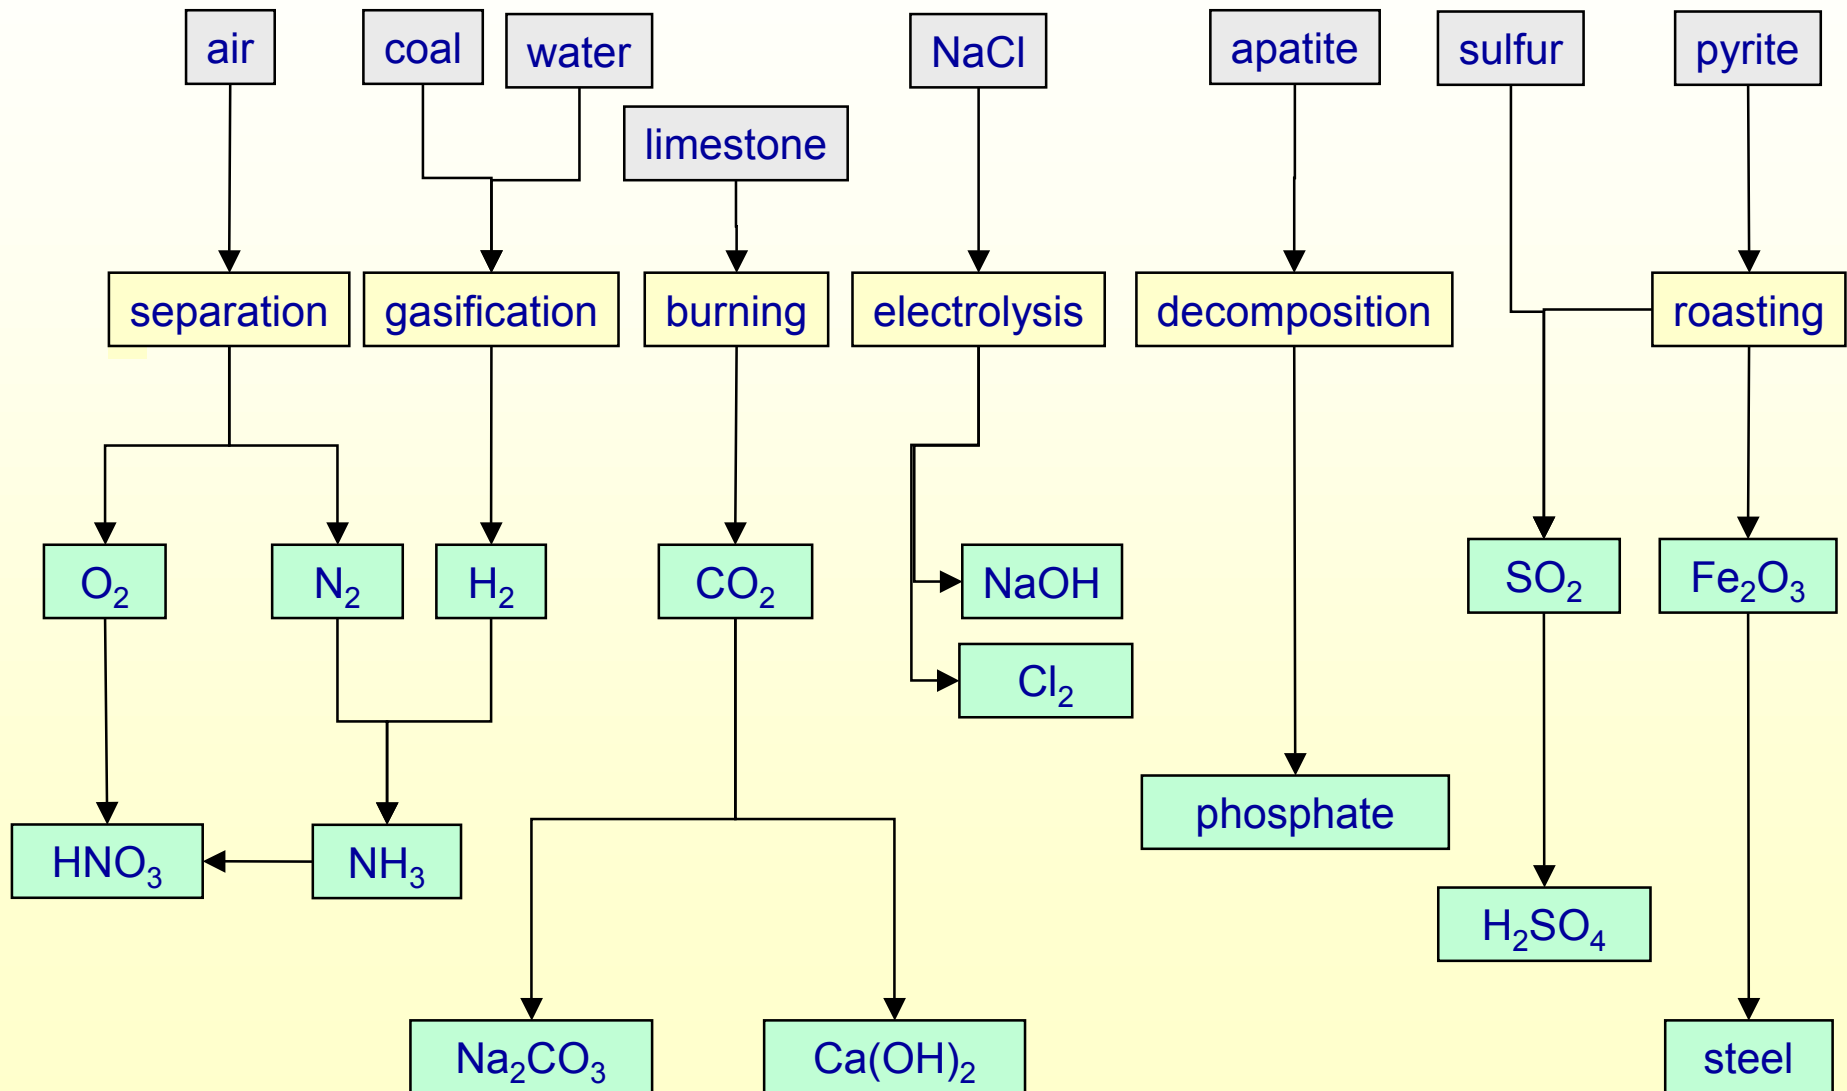 air
coal
water
NaCl
apatite
sulfur
pyrite
limestone
separation
gasification
burning
electrolysis
decomposition
roasting
O₂
N₂
H₂
CO₂
NaOH
SO₂
Fe₂O₃
Cl₂
phosphate
HNO₃
NH₃
H₂SO₄
Na₂CO₃
Ca(OH)₂
steel